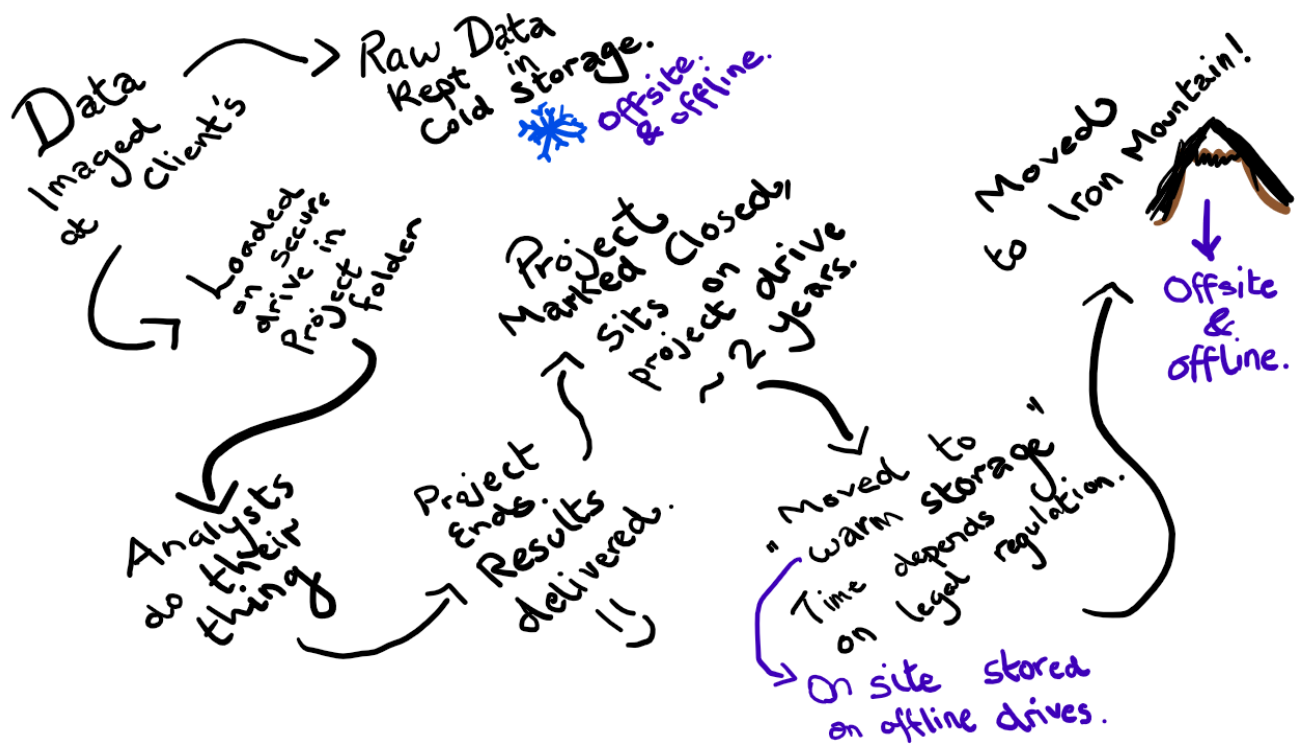 Data
Imaged
at Client's
Raw Data
Kept in
Cold Storage.
Offsite
& offline.
Loaded
on secure
drive in
Project
folder
Analysts
do their
thing
Project
Ends.
Results
delivered.
Project
Marked Closed,
Sits on
project drive
~ 2 years.
Moved to
"warm storage"
Time depends
on legal regulation.
On site stored
on offline drives.
Moved
to Iron Mountain!
Offsite
&
offline.